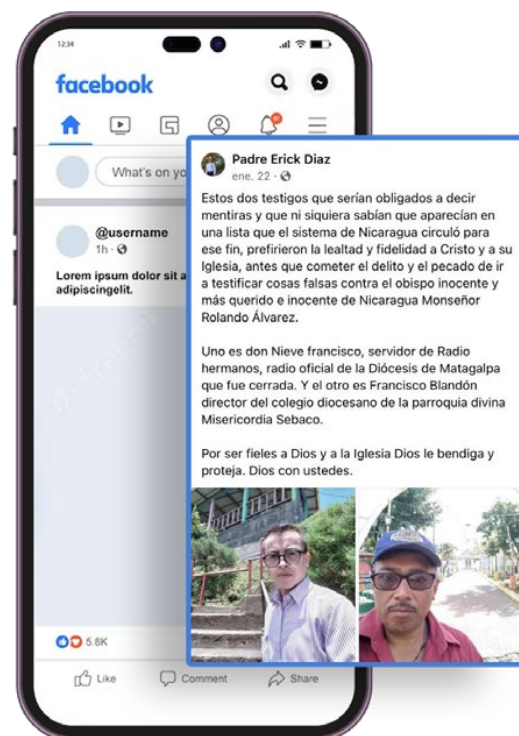 12:34
facebook
What's on yo
@username
1h ·
Lorem ipsum dolor sit a
adipiscingelit.
Padre Erick Diaz
ene. 22 ·
Estos dos testigos que serían obligados a decir
mentiras y que ni siquiera sabían que aparecían en
una lista que el sistema de Nicaragua circuló para
ese fin, prefirieron la lealtad y fidelidad a Cristo y a su
Iglesia, antes que cometer el delito y el pecado de ir
a testificar cosas falsas contra el obispo inocente y
más querido e inocente de Nicaragua Monseñor
Rolando Álvarez.
Uno es don Nieve francisco, servidor de Radio
hermanos, radio oficial de la Diócesis de Matagalpa
que fue cerrada. Y el otro es Francisco Blandón
director del colegio diocesano de la parroquia divina
Misericordia Sebaco.
Por ser fieles a Dios y a la Iglesia Dios le bendiga y
proteja. Dios con ustedes.
5.8K
Like Comment Share